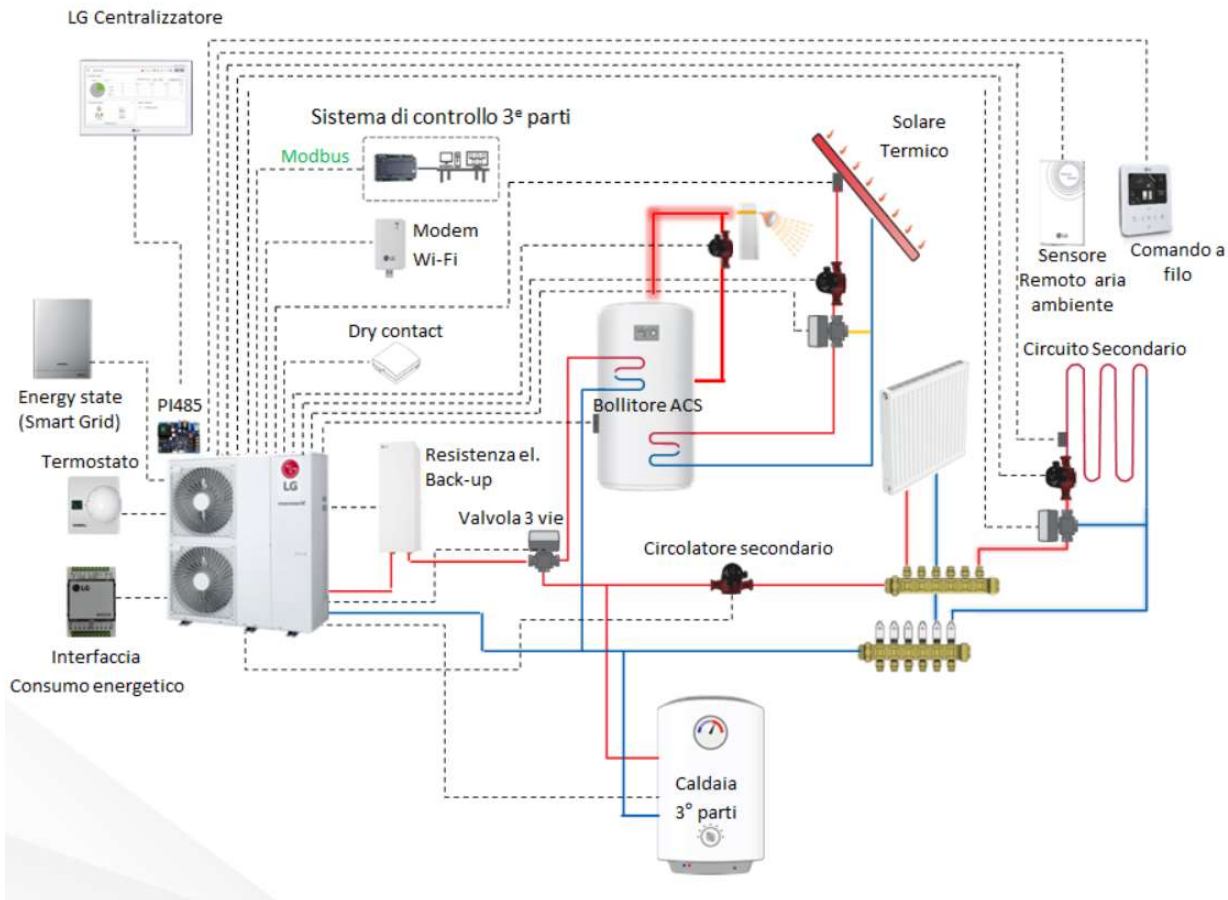 LG Centralizzatore
Sistema di controllo 3ᵉ parti
Modbus
Solare
Termico
Modem
Wi-Fi
Sensore
Remoto aria
ambiente
Comando a
filo
Dry contact
Circuito Secondario
Energy state
(Smart Grid)
PI485
Bollitore ACS
Termostato
LG
Resistenza el.
Back-up
Valvola 3 vie
Circolatore secondario
LG
Interfaccia
Consumo energetico
Caldaia
3° parti